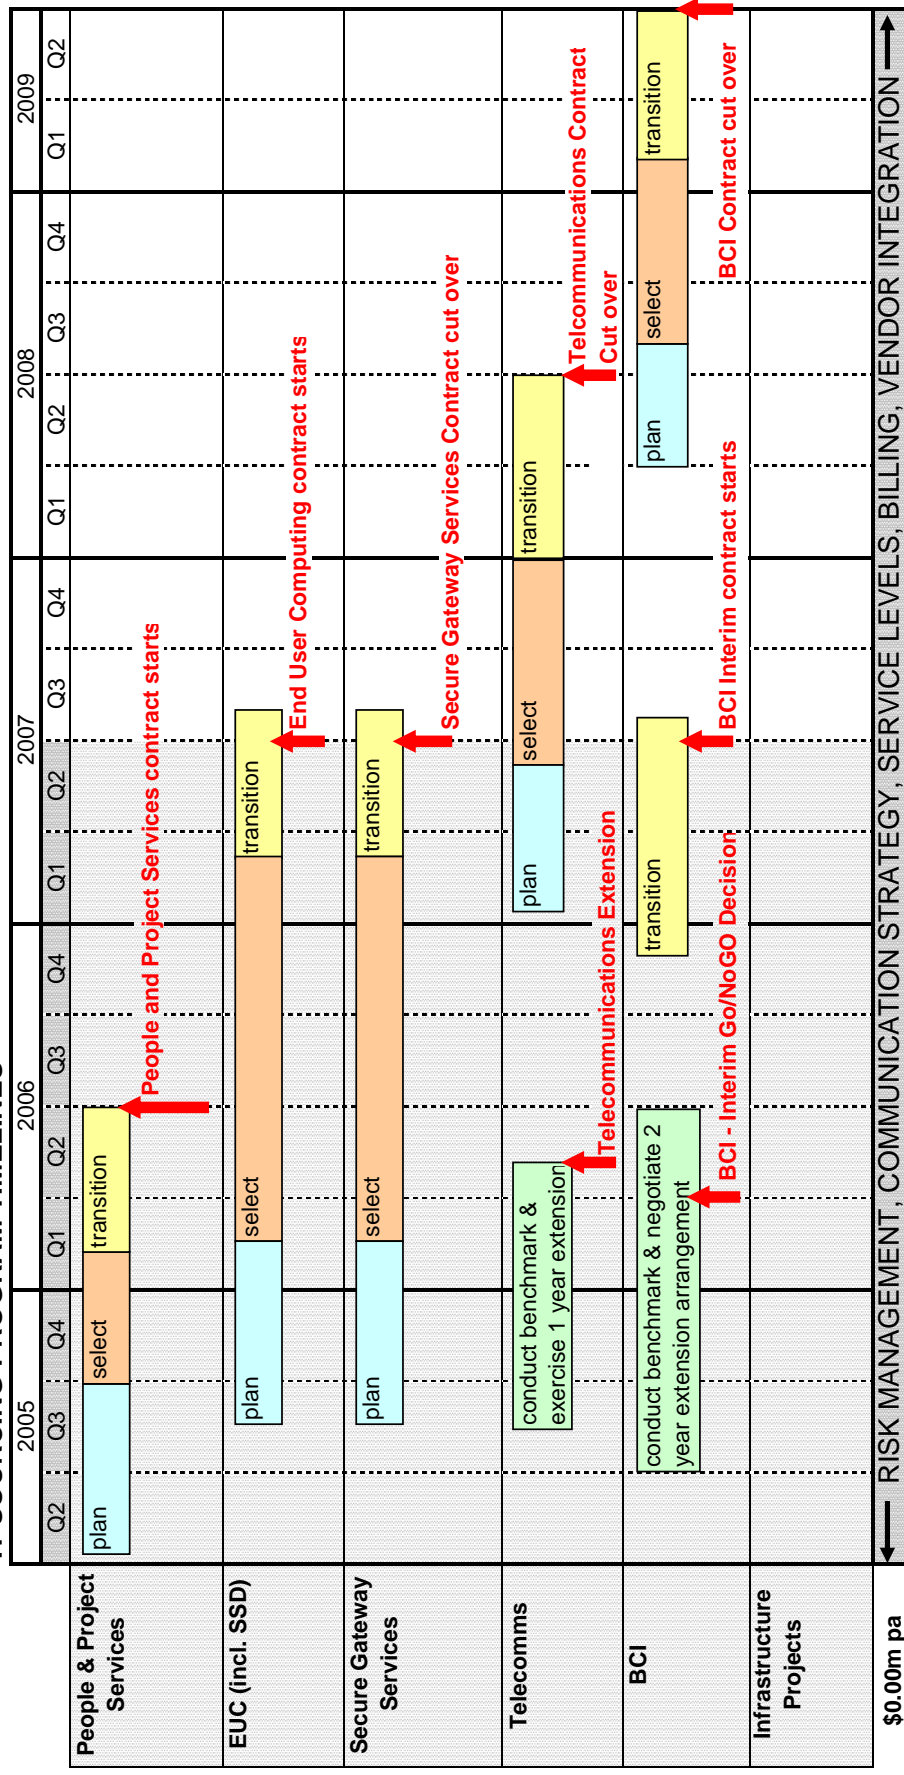 2005 2006 2007 2008 2009
Q2 Q3 Q4 Q1 Q2 Q3 Q4 Q1 Q2 Q3 Q4 Q1 Q2 Q3 Q4 Q1 Q2
People & Project
Services
plan select transition
People and Project Services contract starts
EUC (incl. SSD)
plan select transition
End User Computing contract starts
Secure Gateway
Services
plan select transition
Secure Gateway Services Contract cut over
Telecomms
conduct benchmark &
exercise 1 year extension
Telecommunications Extension
plan select transition
Telcommunications Contract
Cut over
BCI
conduct benchmark & negotiate 2
year extension arrangement
BCI - Interim Go/NoGO Decision
transition
BCI Interim contract starts
plan select transition
BCI Contract cut over
Infrastructure
Projects
$0.00m pa
RISK MANAGEMENT, COMMUNICATION STRATEGY, SERVICE LEVELS, BILLING, VENDOR INTEGRATION